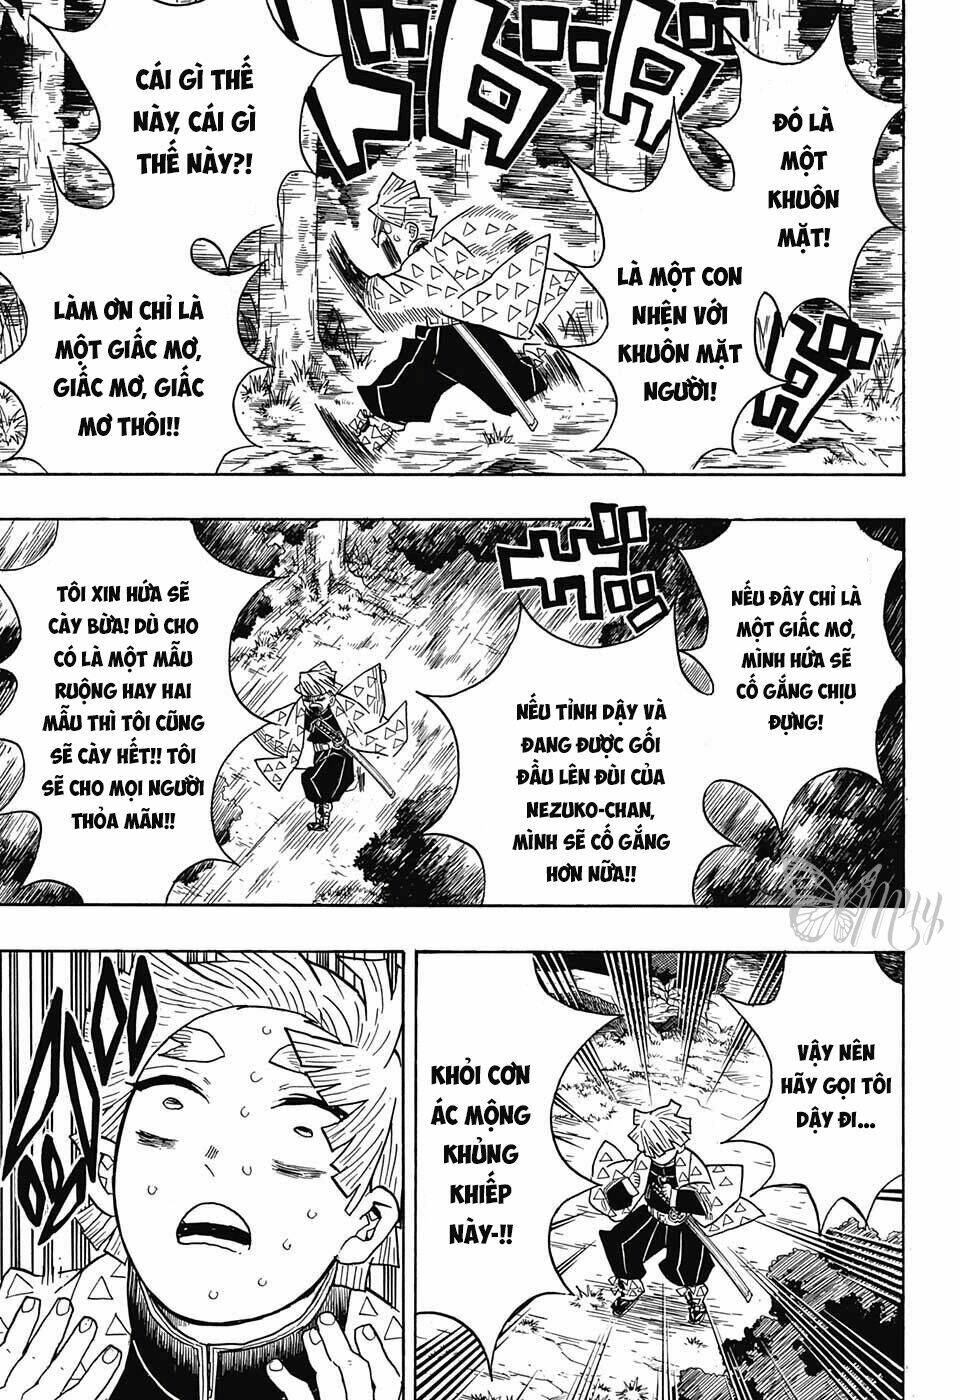 ĐÓ LÀ
MỘT
KHUÔN
MẶT!
LÀ MỘT CON
NHỆN VỚI
KHUÔN MẶT
NGƯỜI!
CÁI GÌ THẾ
NÀY, CÁI GÌ
THẾ NÀY?!
LÀM ƠN CHỈ LÀ
MỘT GIẤC MƠ,
GIẤC MƠ, GIẤC
MƠ THÔI!!
NẾU ĐÂY CHỈ LÀ
MỘT GIẤC MƠ,
MÌNH HỨA SẼ
CỐ GẮNG CHỊU
ĐỰNG!
NẾU TỈNH DẬY VÀ
ĐANG ĐƯỢC GỐI
ĐẦU LÊN ĐÙI CỦA
NEZUKO-CHAN,
MÌNH SẼ CỐ GẮNG
HƠN NỮA!!
TÔI XIN HỨA SẼ
CÀY BỪA! DÙ CHO
CÓ LÀ MỘT MẪU
RUỘNG HAY HAI
MẪU THÌ TÔI CŨNG
SẼ CÀY HẾT!! TÔI
SẼ CHO MỌI NGƯỜI
THỎA MÃN!!
VẬY NÊN
HÃY GỌI TÔI
DẬY ĐI...
KHỎI CƠN
ÁC MỘNG
KHỦNG
KHIẾP
NÀY-!!